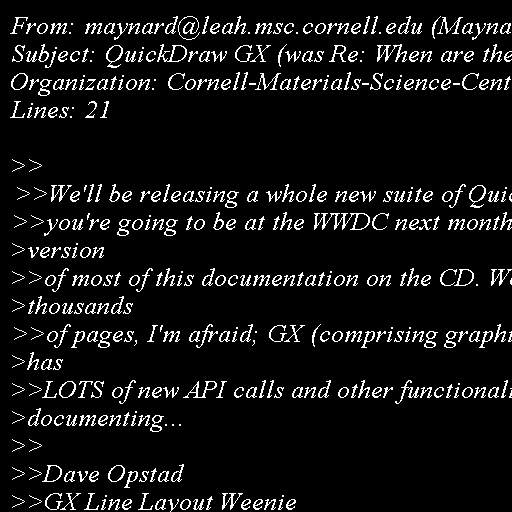 From: maynard@leah.msc.cornell.edu (Mayna
Subject: QuickDraw GX (was Re: When are the
Organization: Cornell-Materials-Science-Cent
Lines: 21

>>
>>We'll be releasing a whole new suite of Quic
>>you're going to be at the WWDC next month
>version
>>of most of this documentation on the CD. We
>thousands
>>of pages, I'm afraid; GX (comprising graphi
>has
>>LOTS of new API calls and other functionali
>documenting...
>>
>>Dave Opstad
>>GX Line Layout Weenie